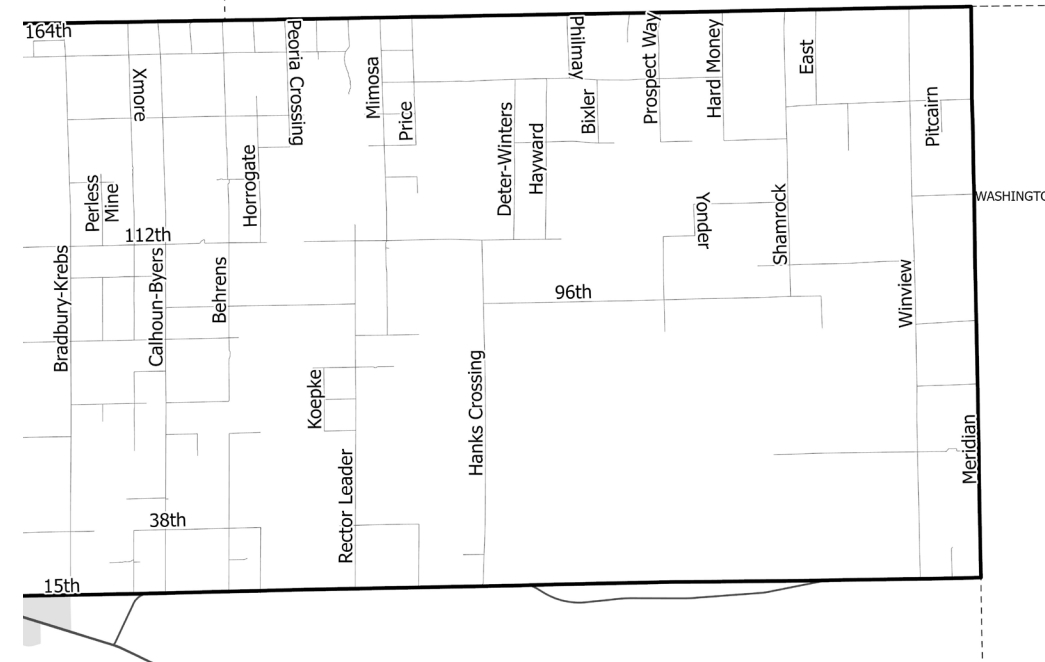 164th
Xmore
Peoria Crossing
Mimosa
Price
Philmay
Bixler
Prospect Way
Hard Money
East
Pitcairn
Perless
Mine
Horrogate
Deter-Winters
Hayward
Yonder
Shamrock
WASHINGTO
112th
Bradbury-Krebs
Calhoun-Byers
Behrens
96th
Winview
Koepke
Hanks Crossing
Rector Leader
Meridian
38th
15th